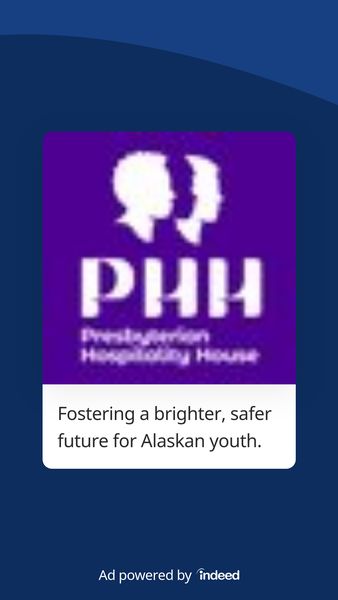 PHH
Presbyterian
Hospitality House
Fostering a brighter, safer
future for Alaskan youth.
Ad powered by indeed